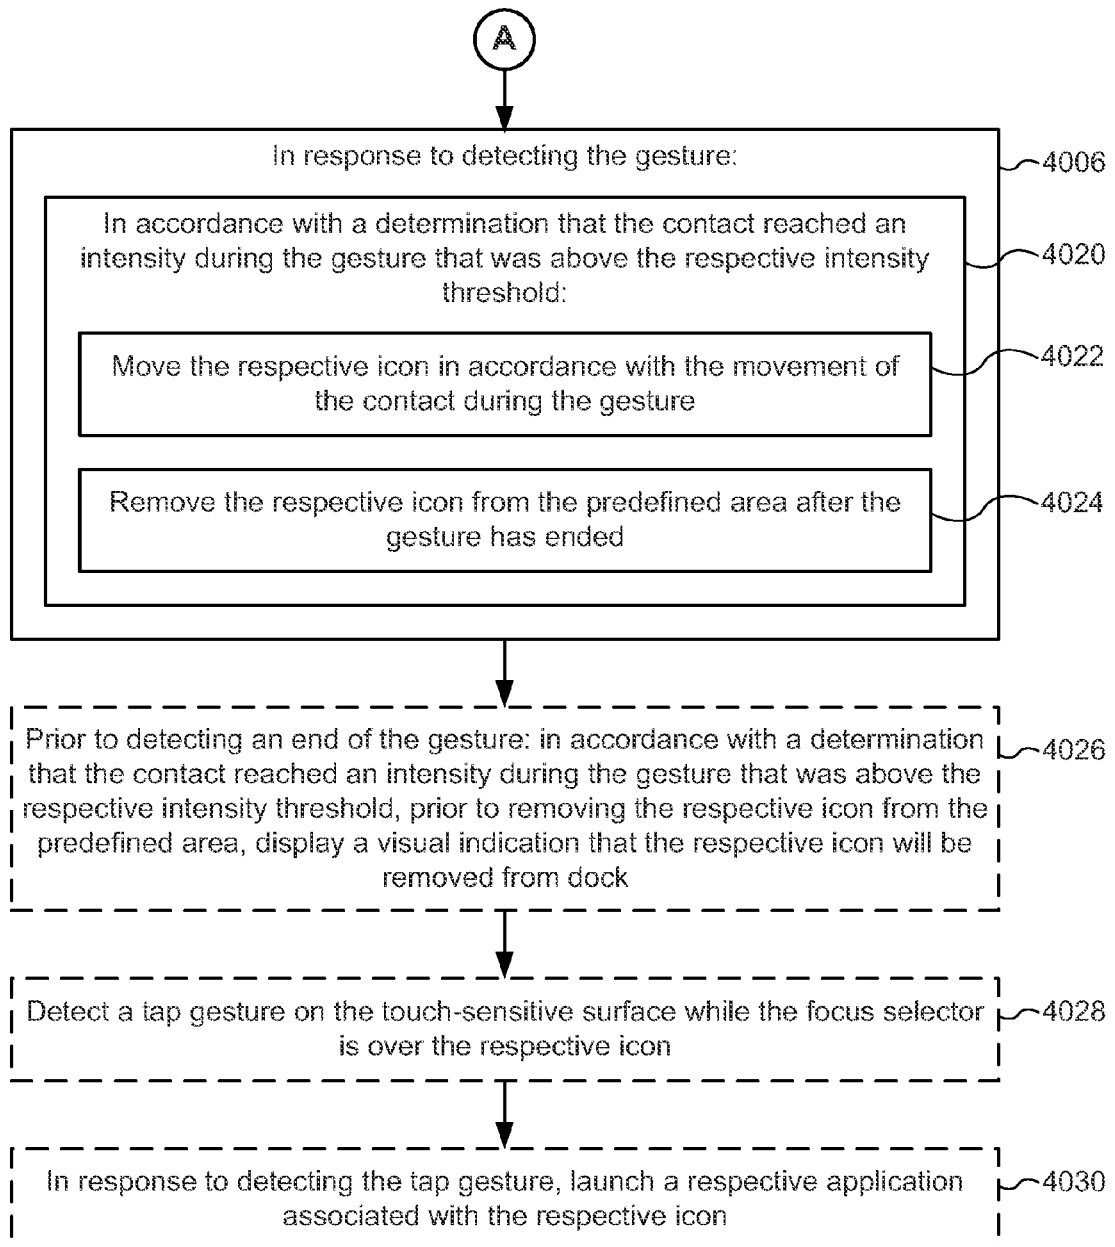 A
In response to detecting the gesture:
4006
In accordance with a determination that the contact reached an
intensity during the gesture that was above the respective intensity
threshold:
4020
Move the respective icon in accordance with the movement of
the contact during the gesture
4022
Remove the respective icon from the predefined area after the
gesture has ended
4024
Prior to detecting an end of the gesture: in accordance with a determination
that the contact reached an intensity during the gesture that was above the
respective intensity threshold, prior to removing the respective icon from the
predefined area, display a visual indication that the respective icon will be
removed from dock
4026
Detect a tap gesture on the touch-sensitive surface while the focus selector
is over the respective icon
4028
In response to detecting the tap gesture, launch a respective application
associated with the respective icon
4030